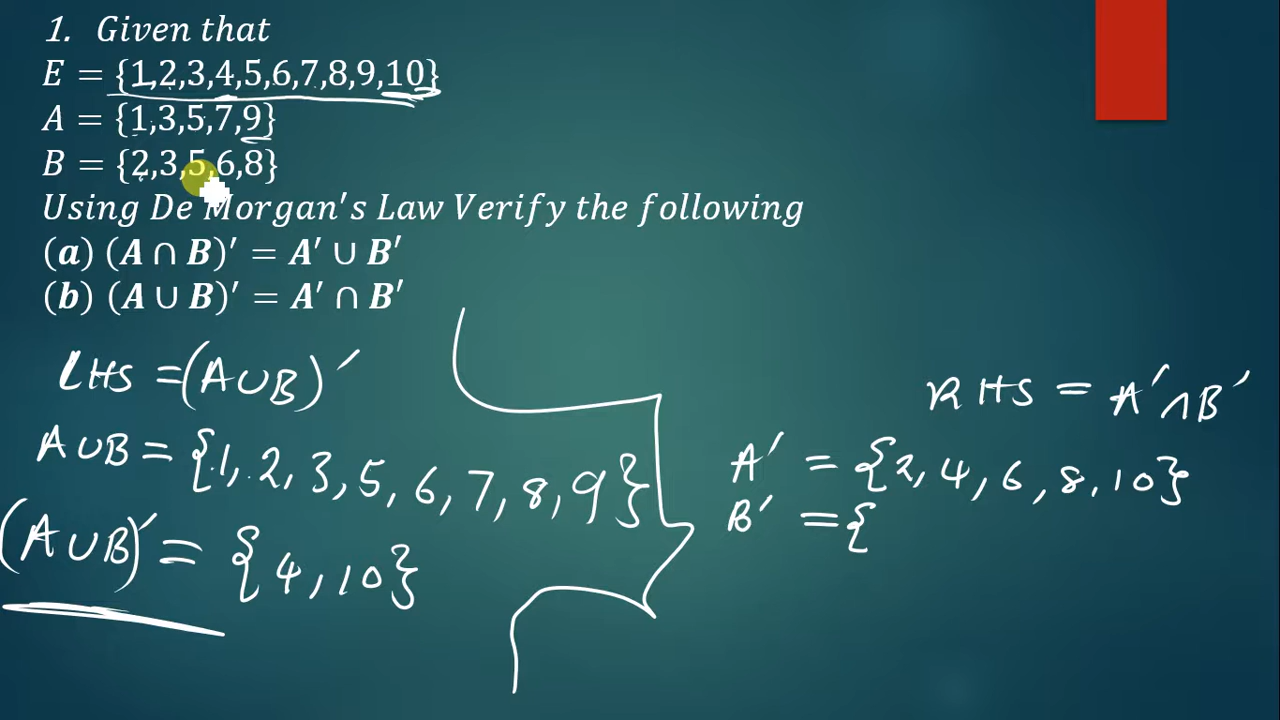 1. Given that
E = {1,2,3,4,5,6,7,8,9,10}
A = {1,3,5,7,9}
B = {2,3,5,6,8}
Using De Morgan's Law Verify the following
(a) (A ∩ B)′ = A′ ∪ B′
(b) (A ∪ B)′ = A′ ∩ B′
LHS = (A∪B)′
A∪B = {1, 2, 3, 5, 6, 7, 8, 9}
(A∪B)′ = {4, 10}
RHS = A′∩B′
A′ = {2, 4, 6, 8, 10}
B′ = {